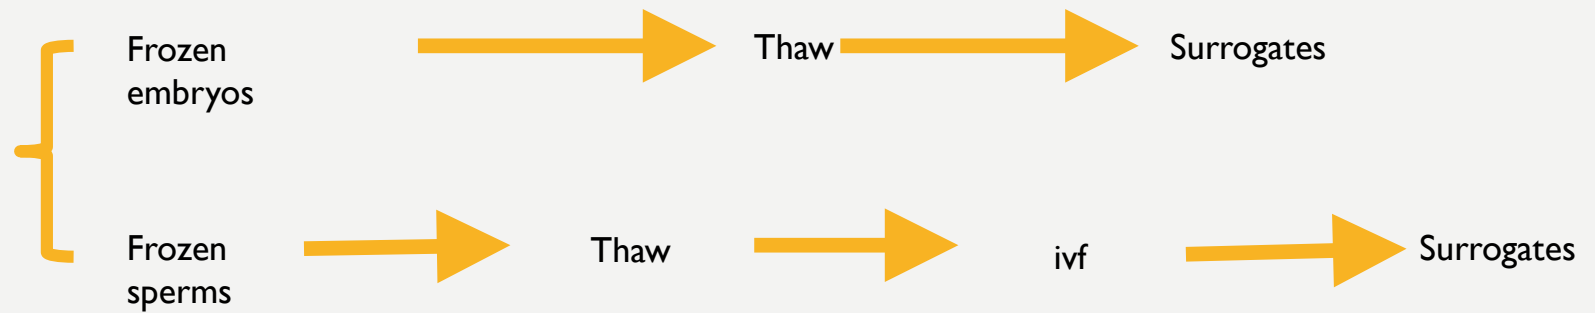 Frozen
embryos
Thaw
Surrogates
Frozen
sperms
Thaw
ivf
Surrogates